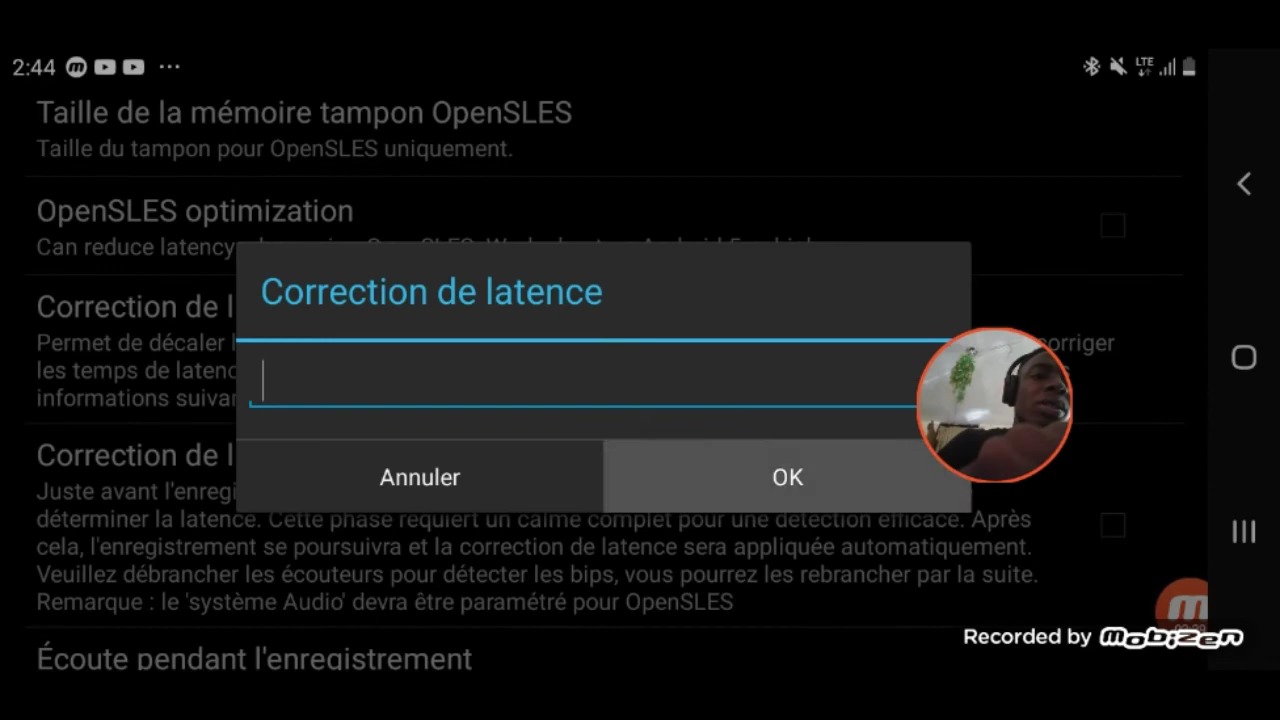 2:44
LTE
Taille de la mémoire tampon OpenSLES
Taille du tampon pour OpenSLES uniquement.
OpenSLES optimization
Can reduce latency
Correction de latence
Correction de l
Permet de décaler l
corriger
les temps de latenc
informations suivan
Annuler
OK
Correction de l
Juste avant l'enregi
déterminer la latence. Cette phase requiert un calme complet pour une détection efficace. Après
cela, l'enregistrement se poursuivra et la correction de latence sera appliquée automatiquement.
Veuillez débrancher les écouteurs pour détecter les bips, vous pourrez les rebrancher par la suite.
Remarque : le 'système Audio' devra être paramétré pour OpenSLES
Recorded by mobizen
Écoute pendant l'enregistrement